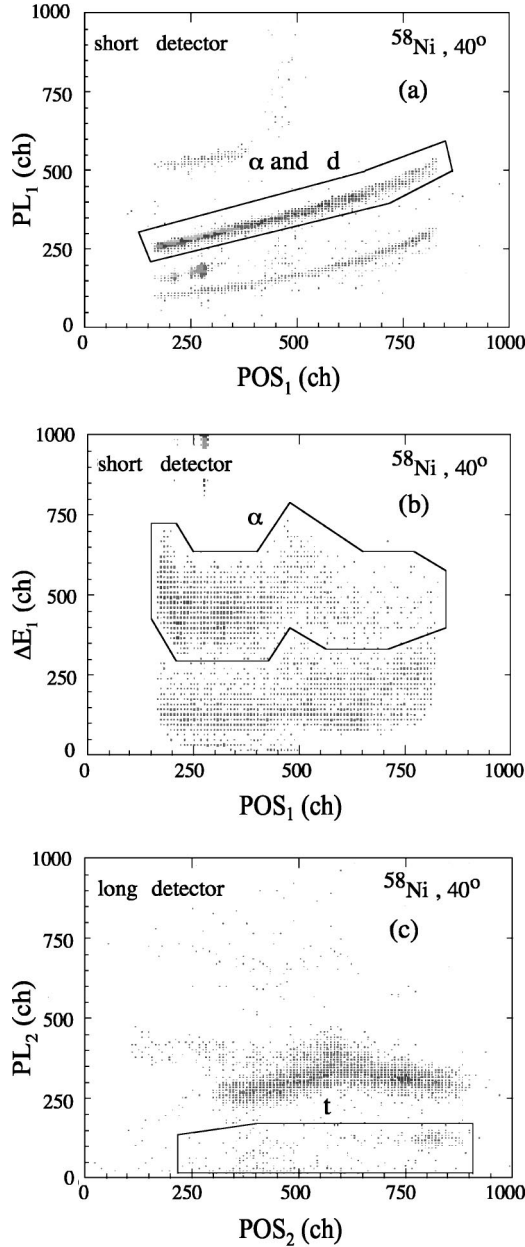 1000
short detector
⁵⁸Ni , 40ᵒ
(a)
750
PL₁ (ch)
α and d
500
250
0
0 250 500 750 1000
POS₁ (ch)
1000
short detector
⁵⁸Ni , 40ᵒ
(b)
750
α
ΔE₁ (ch)
500
250
0
0 250 500 750 1000
POS₁ (ch)
1000
long detector
⁵⁸Ni , 40ᵒ
(c)
750
PL₂ (ch)
500
250
t
0
0 250 500 750 1000
POS₂ (ch)